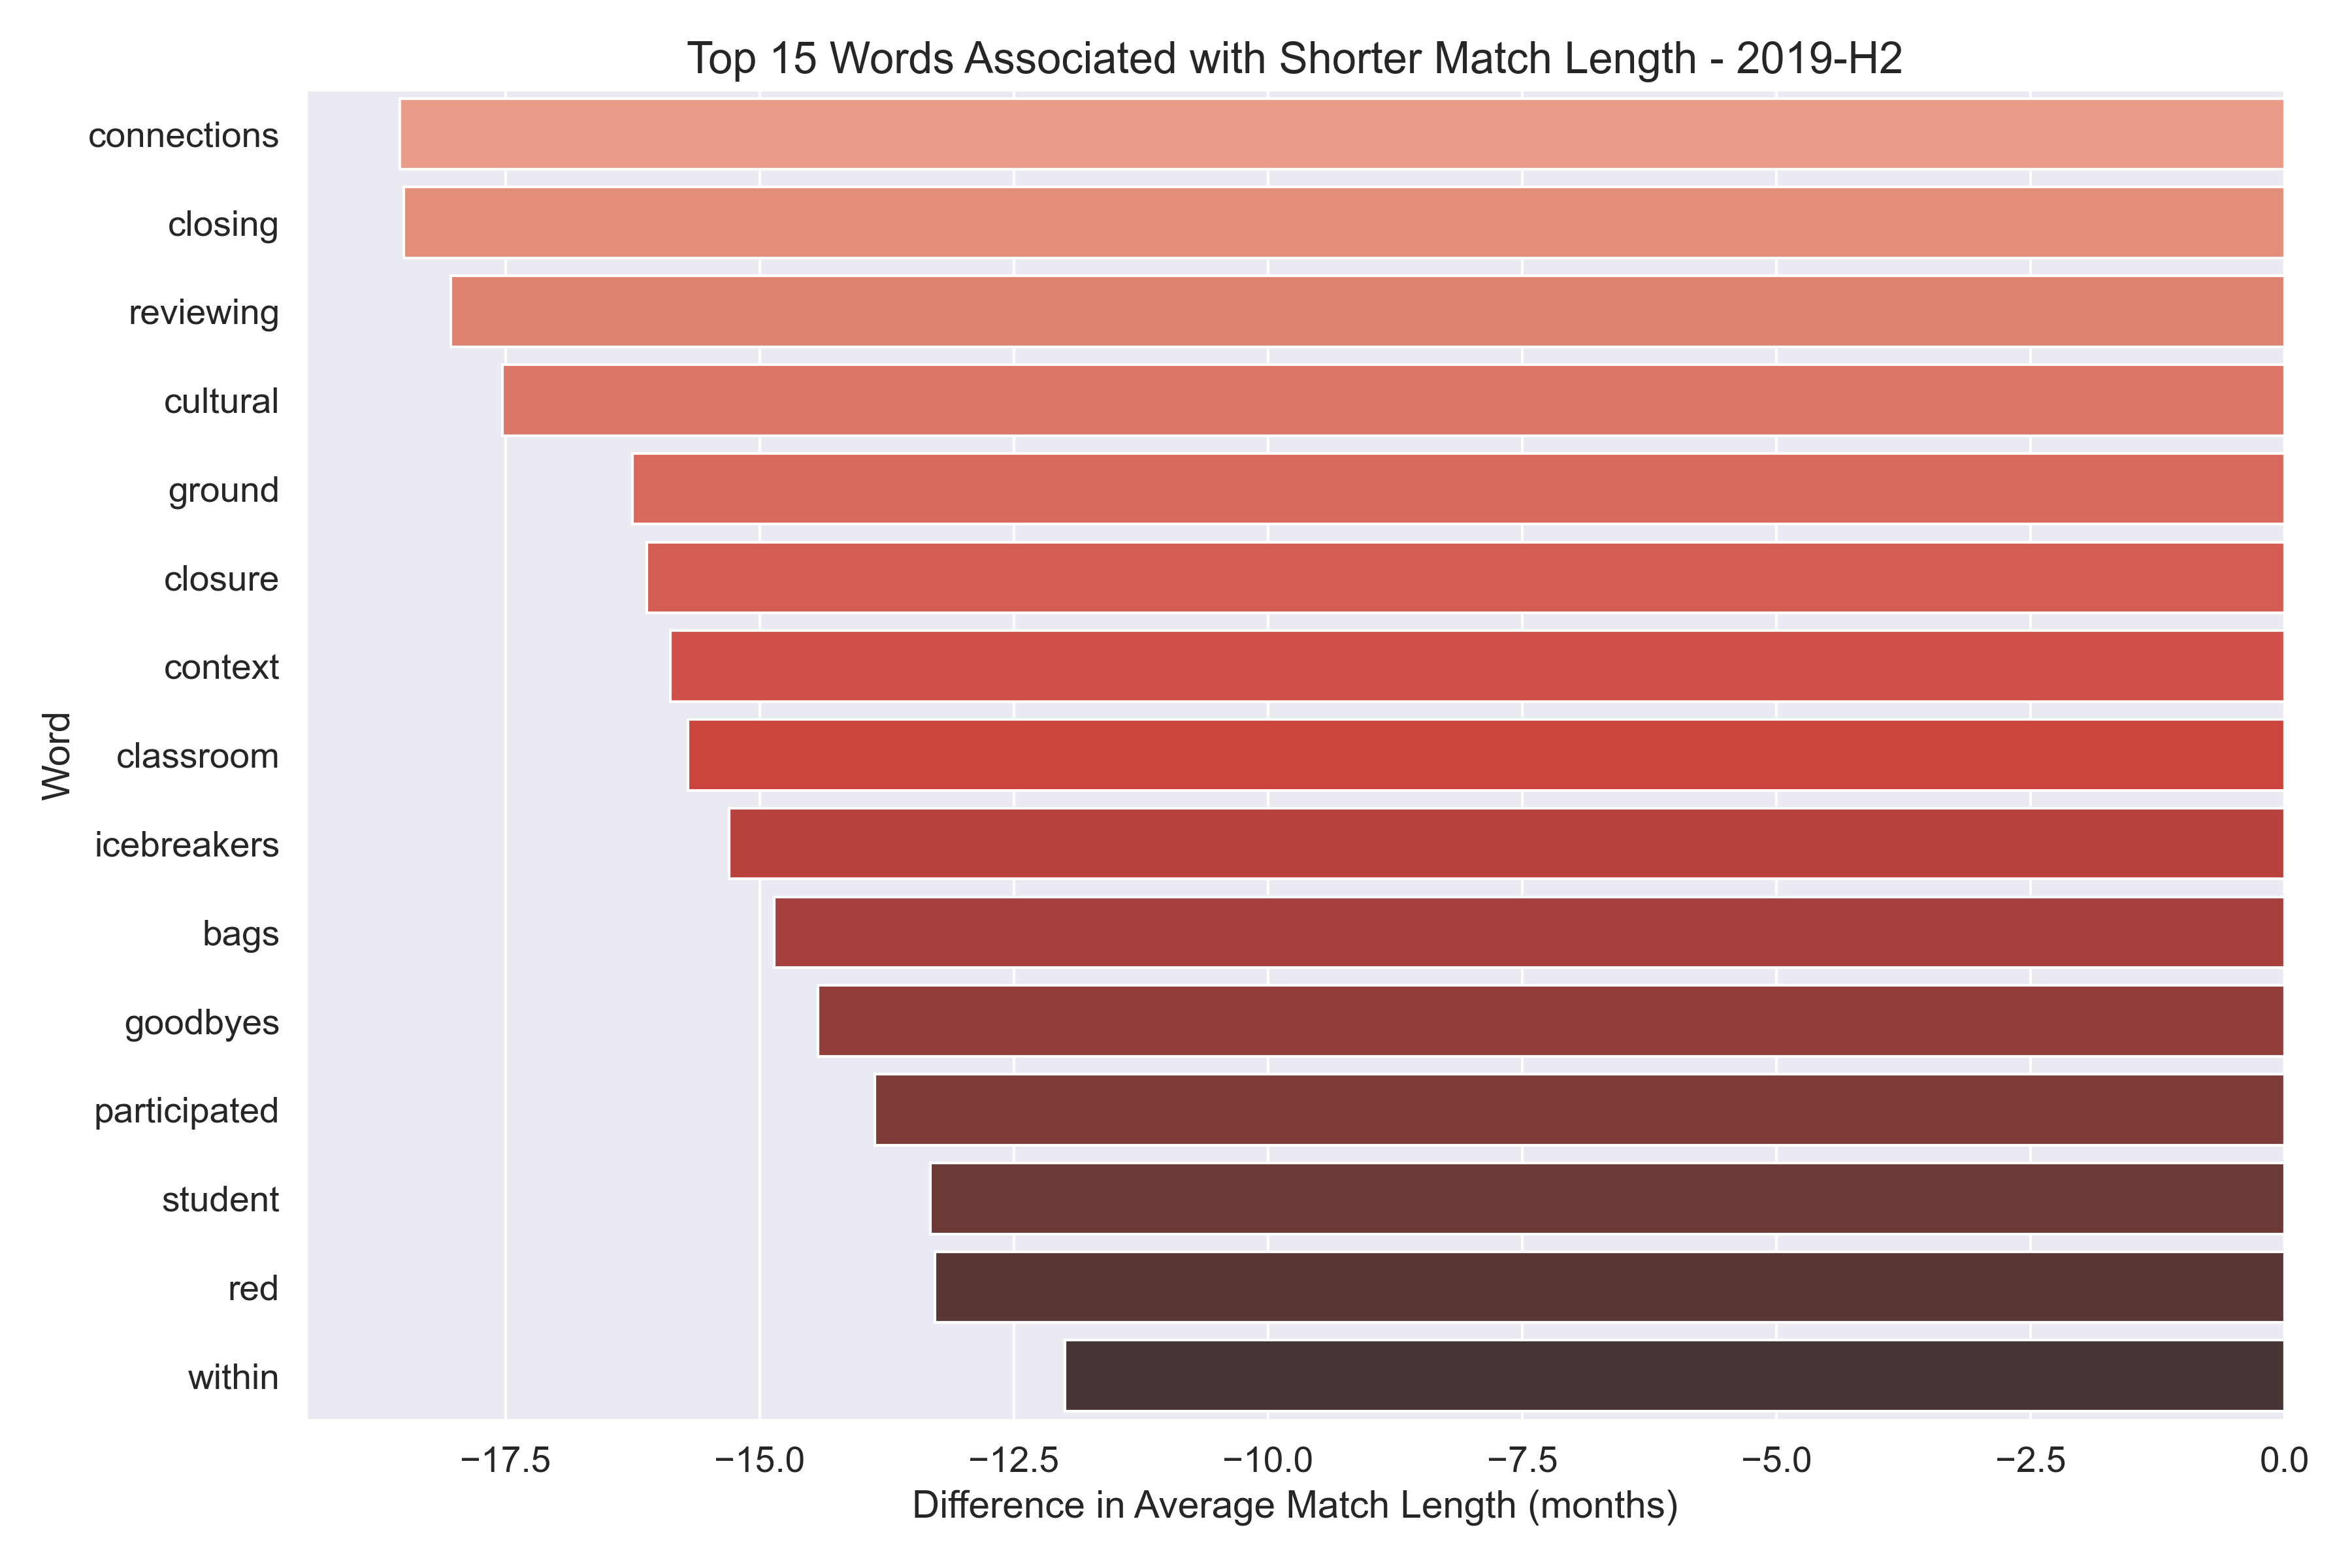 Top 15 Words Associated with Shorter Match Length - 2019-H2
Word
connections
closing
reviewing
cultural
ground
closure
context
classroom
icebreakers
bags
goodbyes
participated
student
red
within
−17.5 −15.0 −12.5 −10.0 −7.5 −5.0 −2.5 0.0
Difference in Average Match Length (months)